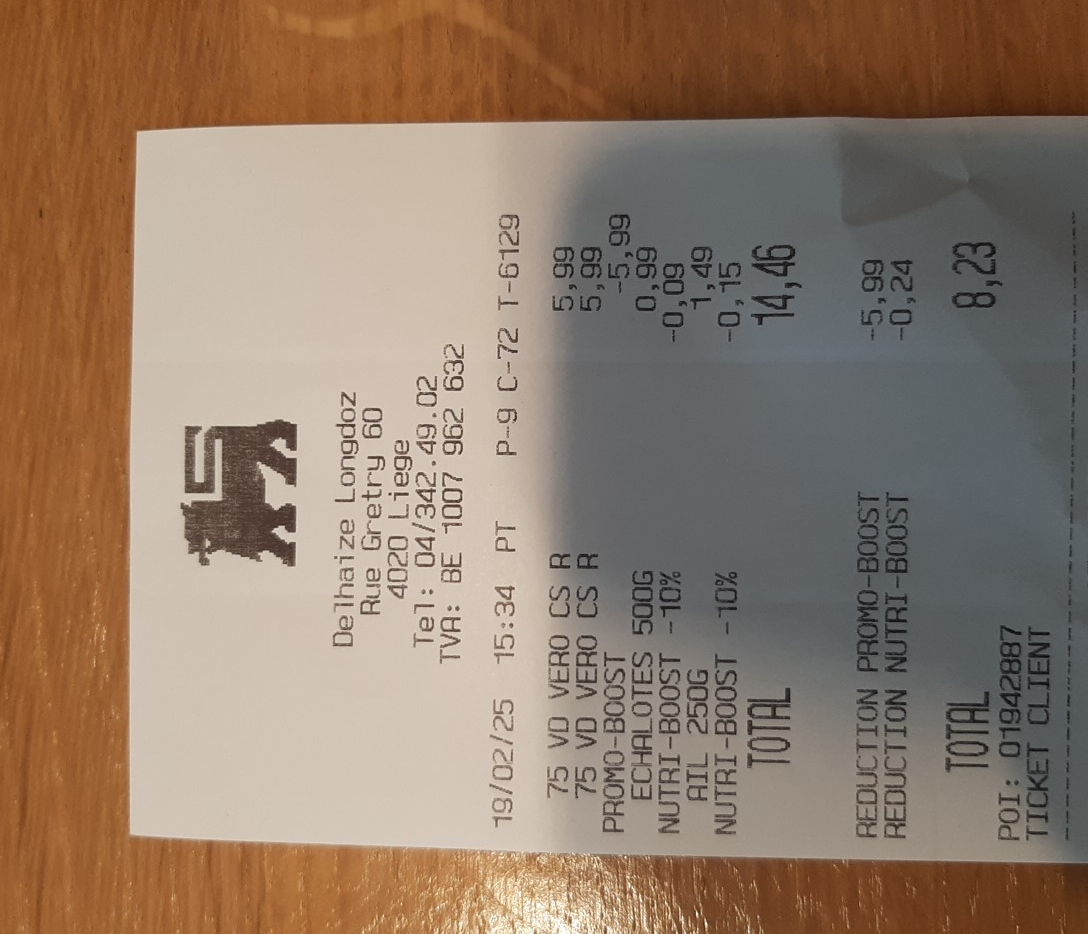 Delhaize Longdoz
Rue Gretry 60
4020 Liege
Tel: 04/342.49.02
TVA: BE 1007 962 632
19/02/25 15:34 PT P-9 C-72 T-6129
75 VD VERO CS R 5,99
75 VD VERO CS R 5,99
PROMO-BOOST -5,99
ECHALOTES 500G 0,99
NUTRI-BOOST -10% -0,09
AIL 250G 1,49
NUTRI-BOOST -10% -0,15
TOTAL 14,46
REDUCTION PROMO-BOOST -5,99
REDUCTION NUTRI-BOOST -0,24
TOTAL 8,23
POI: 01942887
TICKET CLIENT